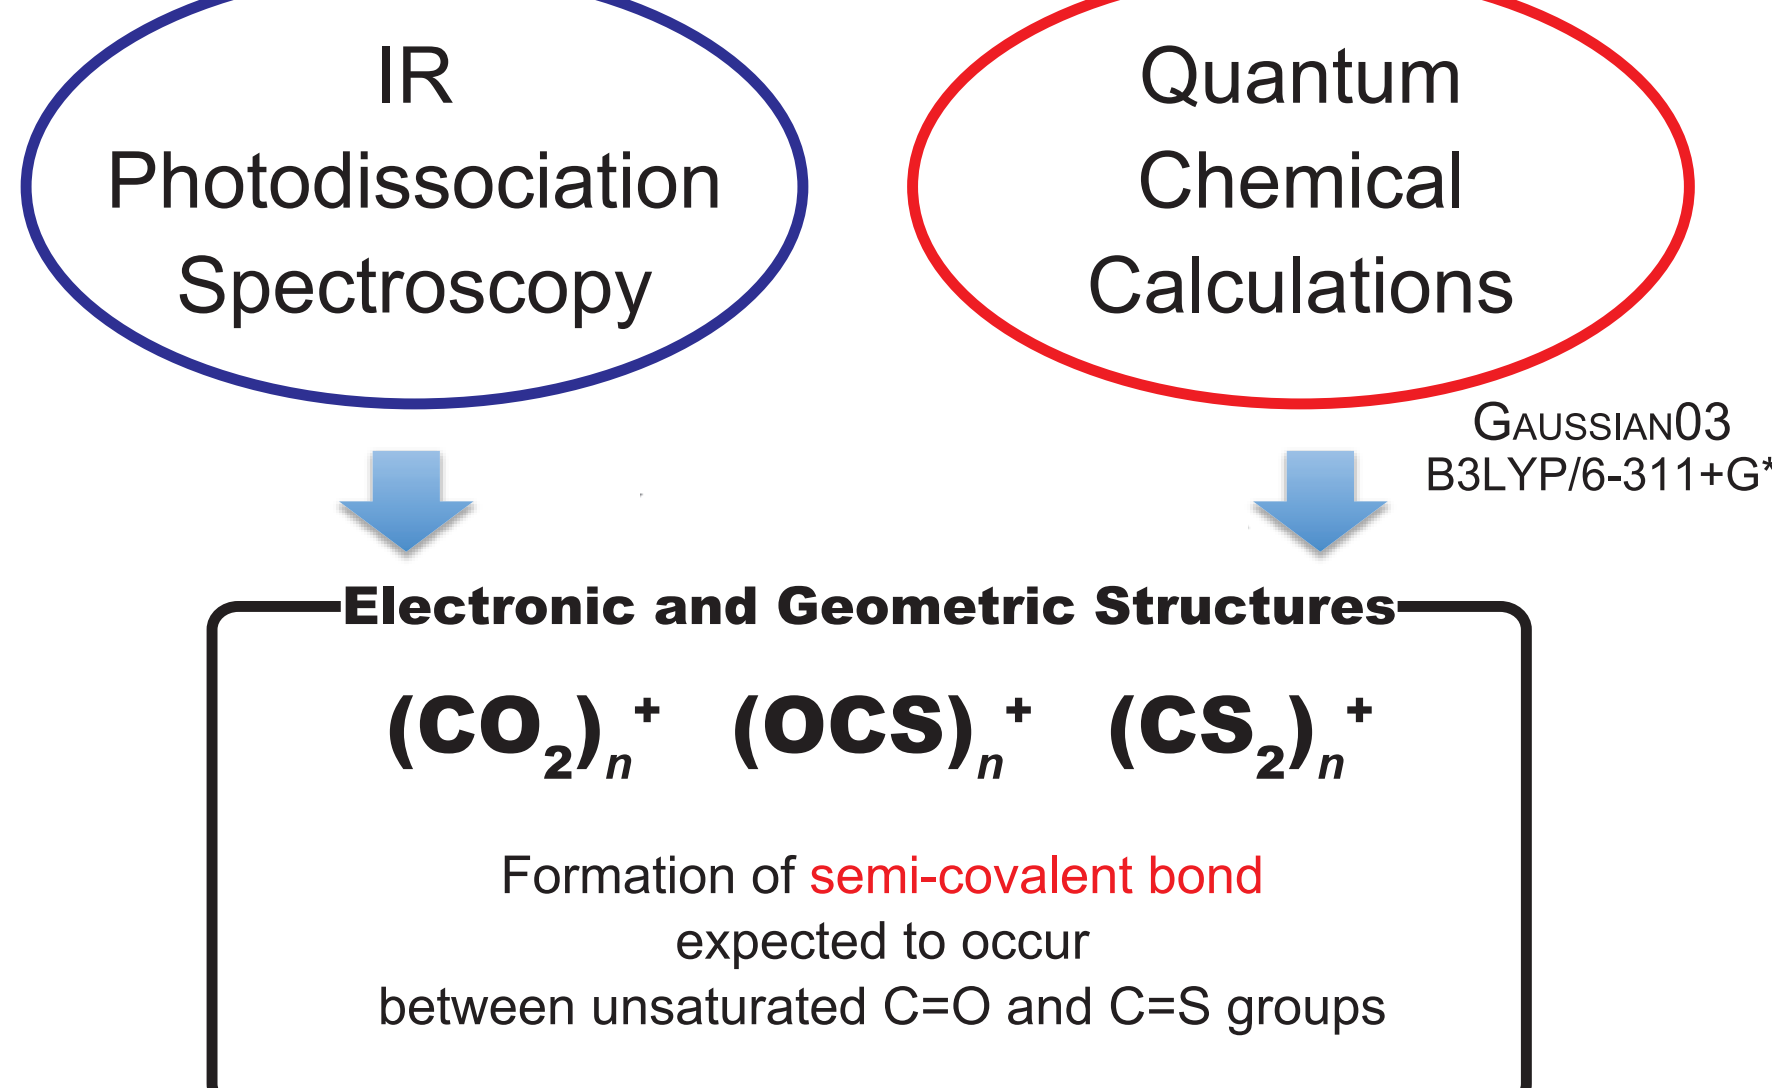 IR
Photodissociation
Spectroscopy
Quantum
Chemical
Calculations
GAUSSIAN03
B3LYP/6-311+G*
Electronic and Geometric Structures
(CO₂)ₙ⁺ (OCS)ₙ⁺ (CS₂)ₙ⁺
Formation of semi-covalent bond
expected to occur
between unsaturated C=O and C=S groups